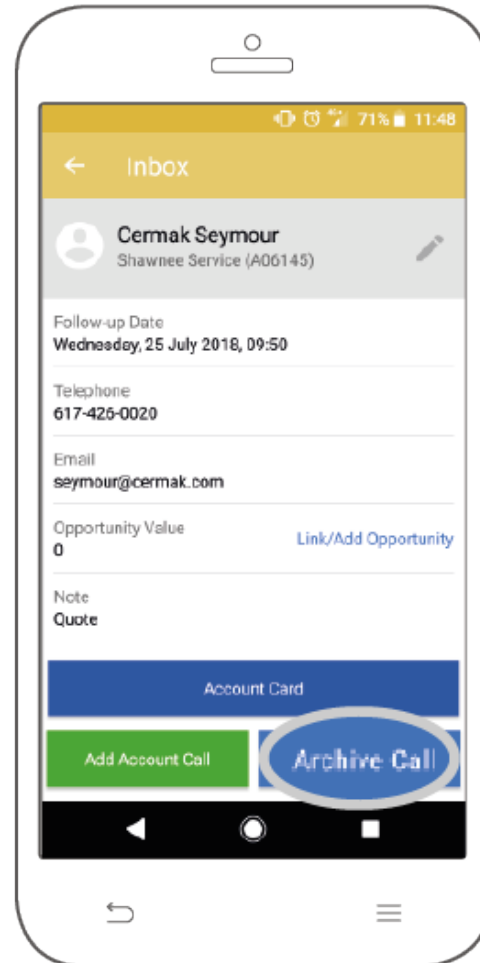 71% 11:48
Inbox
Cermak Seymour
Shawnee Service (A06145)
Follow-up Date
Wednesday, 25 July 2018, 09:50
Telephone
617-426-0020
Email
seymour@cermak.com
Opportunity Value
0
Link/Add Opportunity
Note
Quote
Account Card
Add Account Call
Archive Call